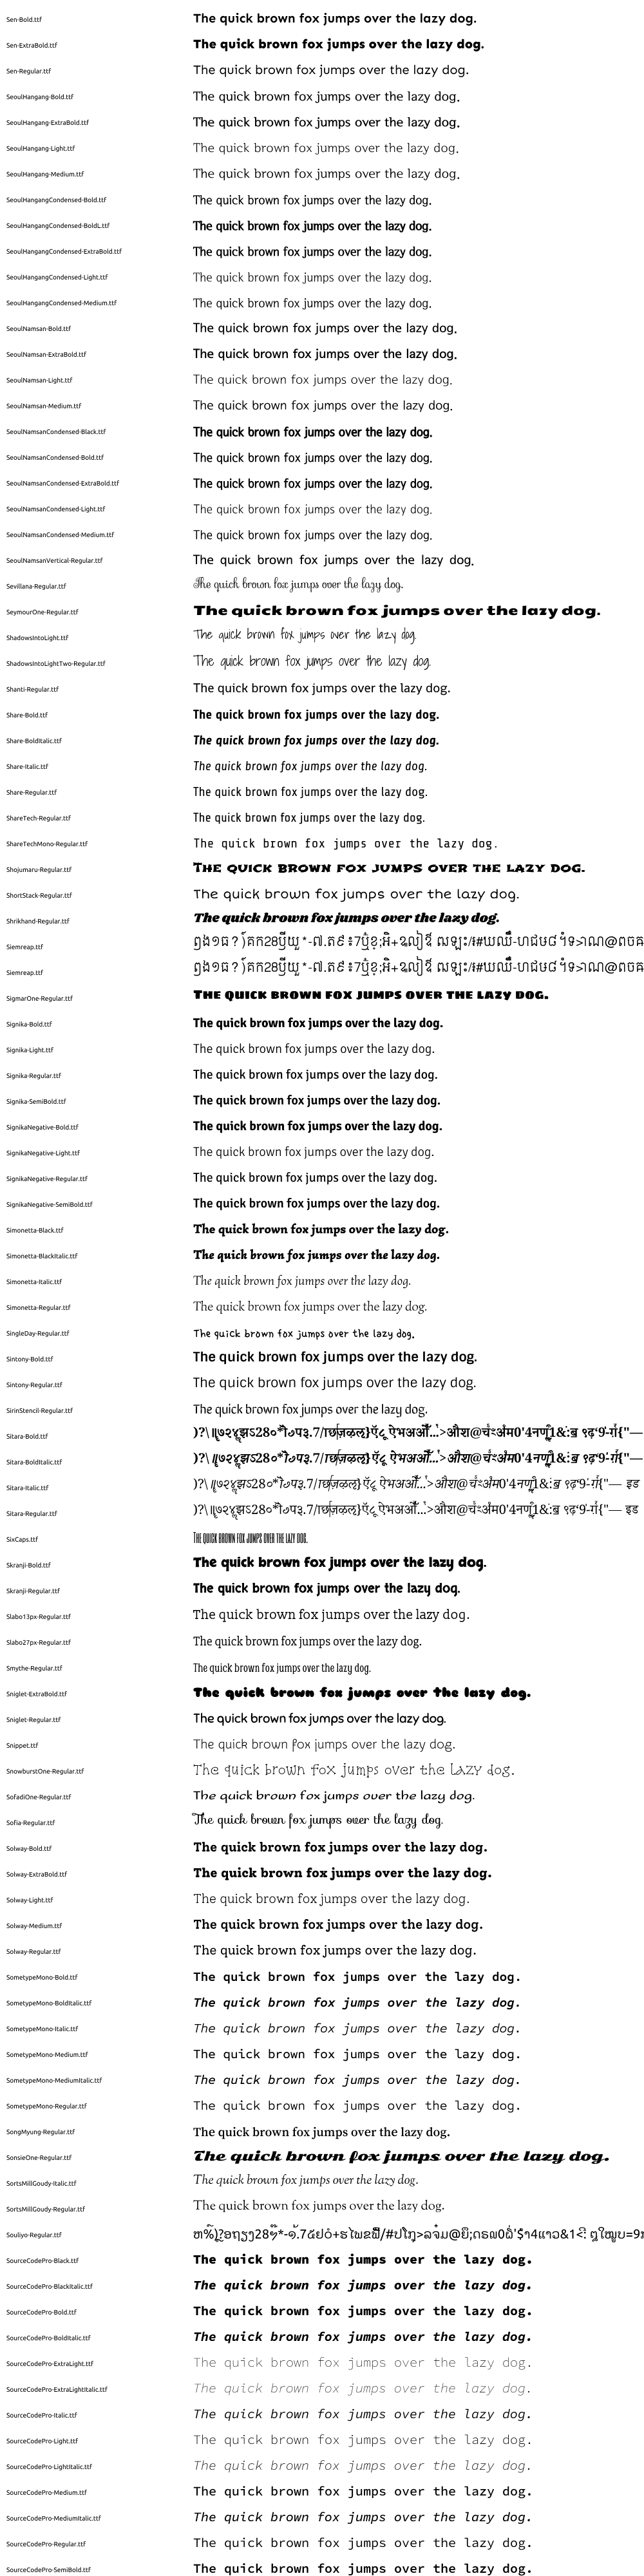 Sen-Bold.ttf The quick brown fox jumps over the lazy dog.
Sen-ExtraBold.ttf The quick brown fox jumps over the lazy dog.
Sen-Regular.ttf The quick brown fox jumps over the lazy dog.
SeoulHangang-Bold.ttf The quick brown fox jumps over the lazy dog.
SeoulHangang-ExtraBold.ttf The quick brown fox jumps over the lazy dog.
SeoulHangang-Light.ttf The quick brown fox jumps over the lazy dog.
SeoulHangang-Medium.ttf The quick brown fox jumps over the lazy dog.
SeoulHangangCondensed-Bold.ttf The quick brown fox jumps over the lazy dog.
SeoulHangangCondensed-BoldL.ttf The quick brown fox jumps over the lazy dog.
SeoulHangangCondensed-ExtraBold.ttf The quick brown fox jumps over the lazy dog.
SeoulHangangCondensed-Light.ttf The quick brown fox jumps over the lazy dog.
SeoulHangangCondensed-Medium.ttf The quick brown fox jumps over the lazy dog.
SeoulNamsan-Bold.ttf The quick brown fox jumps over the lazy dog.
SeoulNamsan-ExtraBold.ttf The quick brown fox jumps over the lazy dog.
SeoulNamsan-Light.ttf The quick brown fox jumps over the lazy dog.
SeoulNamsan-Medium.ttf The quick brown fox jumps over the lazy dog.
SeoulNamsanCondensed-Black.ttf The quick brown fox jumps over the lazy dog.
SeoulNamsanCondensed-Bold.ttf The quick brown fox jumps over the lazy dog.
SeoulNamsanCondensed-ExtraBold.ttf The quick brown fox jumps over the lazy dog.
SeoulNamsanCondensed-Light.ttf The quick brown fox jumps over the lazy dog.
SeoulNamsanCondensed-Medium.ttf The quick brown fox jumps over the lazy dog.
SeoulNamsanVertical-Regular.ttf The quick brown fox jumps over the lazy dog.
Sevillana-Regular.ttf The quick brown fox jumps over the lazy dog.
SeymourOne-Regular.ttf The quick brown fox jumps over the lazy dog.
ShadowsIntoLight.ttf The quick brown fox jumps over the lazy dog.
ShadowsIntoLightTwo-Regular.ttf The quick brown fox jumps over the lazy dog.
Shanti-Regular.ttf The quick brown fox jumps over the lazy dog.
Share-Bold.ttf The quick brown fox jumps over the lazy dog.
Share-BoldItalic.ttf The quick brown fox jumps over the lazy dog.
Share-Italic.ttf The quick brown fox jumps over the lazy dog.
Share-Regular.ttf The quick brown fox jumps over the lazy dog.
ShareTech-Regular.ttf The quick brown fox jumps over the lazy dog.
ShareTechMono-Regular.ttf The quick brown fox jumps over the lazy dog.
Shojumaru-Regular.ttf The quick brown fox jumps over the lazy dog.
ShortStack-Regular.ttf The quick brown fox jumps over the lazy dog.
Shrikhand-Regular.ttf The quick brown fox jumps over the lazy dog.
Siemreap.ttf
Siemreap.ttf
SigmarOne-Regular.ttf The quick brown fox jumps over the lazy dog.
Signika-Bold.ttf The quick brown fox jumps over the lazy dog.
Signika-Light.ttf The quick brown fox jumps over the lazy dog.
Signika-Regular.ttf The quick brown fox jumps over the lazy dog.
Signika-SemiBold.ttf The quick brown fox jumps over the lazy dog.
SignikaNegative-Bold.ttf The quick brown fox jumps over the lazy dog.
SignikaNegative-Light.ttf The quick brown fox jumps over the lazy dog.
SignikaNegative-Regular.ttf The quick brown fox jumps over the lazy dog.
SignikaNegative-SemiBold.ttf The quick brown fox jumps over the lazy dog.
Simonetta-Black.ttf The quick brown fox jumps over the lazy dog.
Simonetta-BlackItalic.ttf The quick brown fox jumps over the lazy dog.
Simonetta-Italic.ttf The quick brown fox jumps over the lazy dog.
Simonetta-Regular.ttf The quick brown fox jumps over the lazy dog.
SingleDay-Regular.ttf The quick brown fox jumps over the lazy dog.
Sintony-Bold.ttf The quick brown fox jumps over the lazy dog.
Sintony-Regular.ttf The quick brown fox jumps over the lazy dog.
SirinStencil-Regular.ttf The quick brown fox jumps over the lazy dog.
Sitara-Bold.ttf
Sitara-BoldItalic.ttf
Sitara-Italic.ttf
Sitara-Regular.ttf
SixCaps.ttf The quick brown fox jumps over the lazy dog.
Skranji-Bold.ttf The quick brown fox jumps over the lazy dog.
Skranji-Regular.ttf The quick brown fox jumps over the lazy dog.
Slabo13px-Regular.ttf The quick brown fox jumps over the lazy dog.
Slabo27px-Regular.ttf The quick brown fox jumps over the lazy dog.
Smythe-Regular.ttf The quick brown fox jumps over the lazy dog.
Sniglet-ExtraBold.ttf The quick brown fox jumps over the lazy dog.
Sniglet-Regular.ttf The quick brown fox jumps over the lazy dog.
Snippet.ttf The quick brown fox jumps over the lazy dog.
SnowburstOne-Regular.ttf The quick brown fox jumps over the lazy dog.
SofadiOne-Regular.ttf The quick brown fox jumps over the lazy dog.
Sofia-Regular.ttf The quick brown fox jumps over the lazy dog.
Solway-Bold.ttf The quick brown fox jumps over the lazy dog.
Solway-ExtraBold.ttf The quick brown fox jumps over the lazy dog.
Solway-Light.ttf The quick brown fox jumps over the lazy dog.
Solway-Medium.ttf The quick brown fox jumps over the lazy dog.
Solway-Regular.ttf The quick brown fox jumps over the lazy dog.
SometypeMono-Bold.ttf The quick brown fox jumps over the lazy dog.
SometypeMono-BoldItalic.ttf The quick brown fox jumps over the lazy dog.
SometypeMono-Italic.ttf The quick brown fox jumps over the lazy dog.
SometypeMono-Medium.ttf The quick brown fox jumps over the lazy dog.
SometypeMono-MediumItalic.ttf The quick brown fox jumps over the lazy dog.
SometypeMono-Regular.ttf The quick brown fox jumps over the lazy dog.
SongMyung-Regular.ttf The quick brown fox jumps over the lazy dog.
SonsieOne-Regular.ttf The quick brown fox jumps over the lazy dog.
SortsMillGoudy-Italic.ttf The quick brown fox jumps over the lazy dog.
SortsMillGoudy-Regular.ttf The quick brown fox jumps over the lazy dog.
Souliyo-Regular.ttf
SourceCodePro-Black.ttf The quick brown fox jumps over the lazy dog.
SourceCodePro-BlackItalic.ttf The quick brown fox jumps over the lazy dog.
SourceCodePro-Bold.ttf The quick brown fox jumps over the lazy dog.
SourceCodePro-BoldItalic.ttf The quick brown fox jumps over the lazy dog.
SourceCodePro-ExtraLight.ttf The quick brown fox jumps over the lazy dog.
SourceCodePro-ExtraLightItalic.ttf The quick brown fox jumps over the lazy dog.
SourceCodePro-Italic.ttf The quick brown fox jumps over the lazy dog.
SourceCodePro-Light.ttf The quick brown fox jumps over the lazy dog.
SourceCodePro-LightItalic.ttf The quick brown fox jumps over the lazy dog.
SourceCodePro-Medium.ttf The quick brown fox jumps over the lazy dog.
SourceCodePro-MediumItalic.ttf The quick brown fox jumps over the lazy dog.
SourceCodePro-Regular.ttf The quick brown fox jumps over the lazy dog.
SourceCodePro-SemiBold.ttf The quick brown fox jumps over the lazy dog.